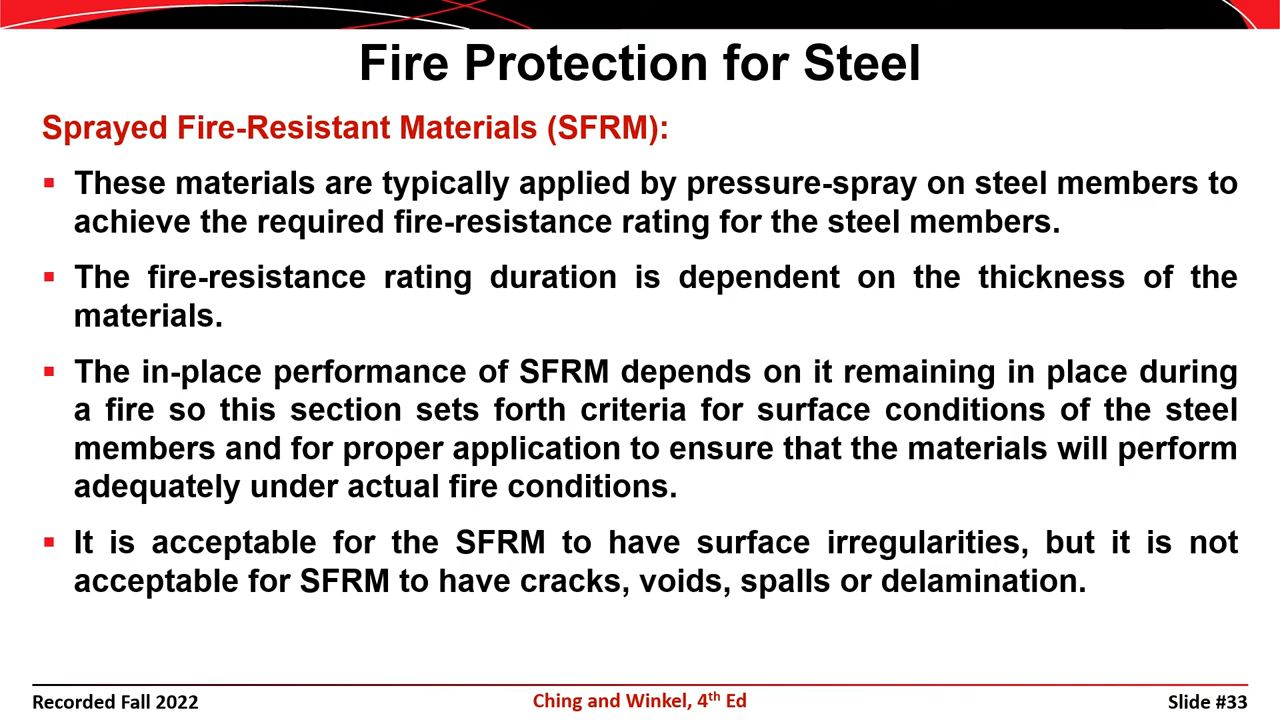 Fire Protection for Steel
Sprayed Fire-Resistant Materials (SFRM):
▪ These materials are typically applied by pressure-spray on steel members to
achieve the required fire-resistance rating for the steel members.
▪ The fire-resistance rating duration is dependent on the thickness of the
materials.
▪ The in-place performance of SFRM depends on it remaining in place during
a fire so this section sets forth criteria for surface conditions of the steel
members and for proper application to ensure that the materials will perform
adequately under actual fire conditions.
▪ It is acceptable for the SFRM to have surface irregularities, but it is not
acceptable for SFRM to have cracks, voids, spalls or delamination.
Recorded Fall 2022
Ching and Winkel, 4th Ed
Slide #33